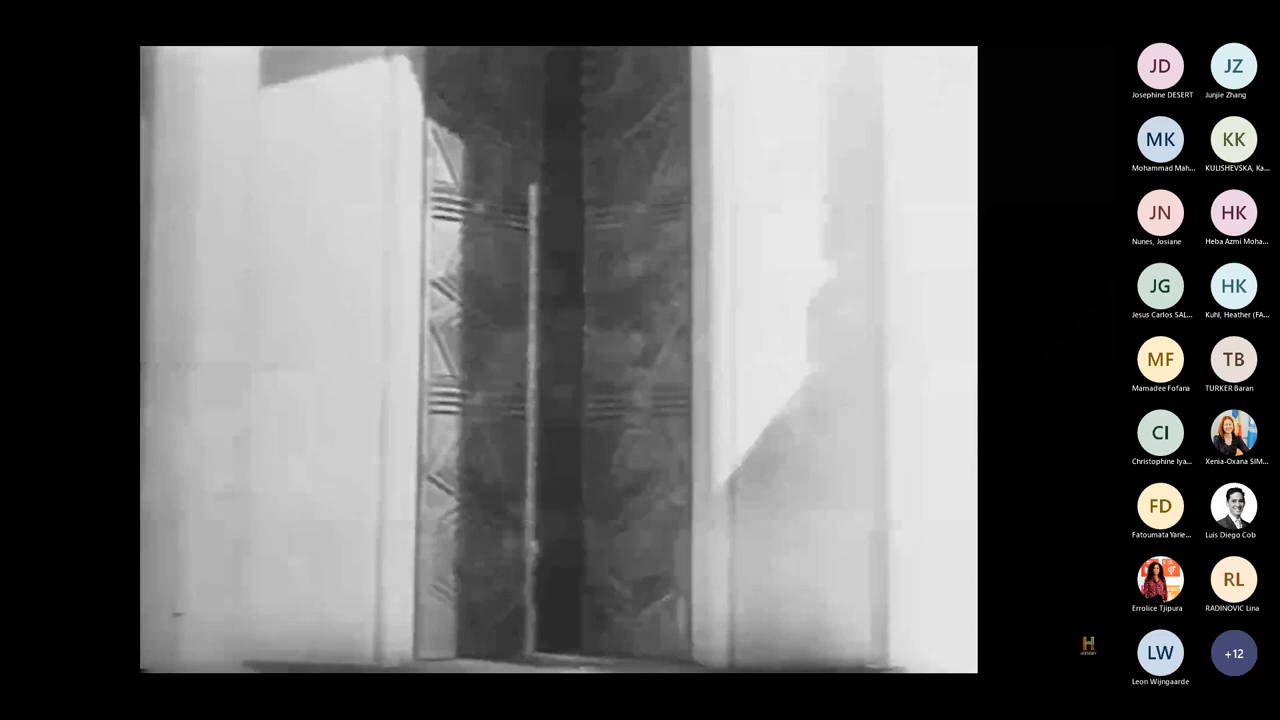 JD JZ
Josephine DESERT Junjie Zhang
MK KK
Mohammad Mah... KULISHEVSKA, Ka...
JN HK
Nunes, Josiane Heba Azmi Moha...
JG HK
Jesus Carlos SAL... Kuhl, Heather (FA...
MF TB
Mamadee Fofana TURKER Baran
CI
Christophine Iya... Xenia-Oxana SIM...
FD
Fatoumata Yarie... Luis Diego Cob
RL
Errolice Tjipura RADINOVIC Lina
H
HISTORY
LW +12
Leon Wijngaarde